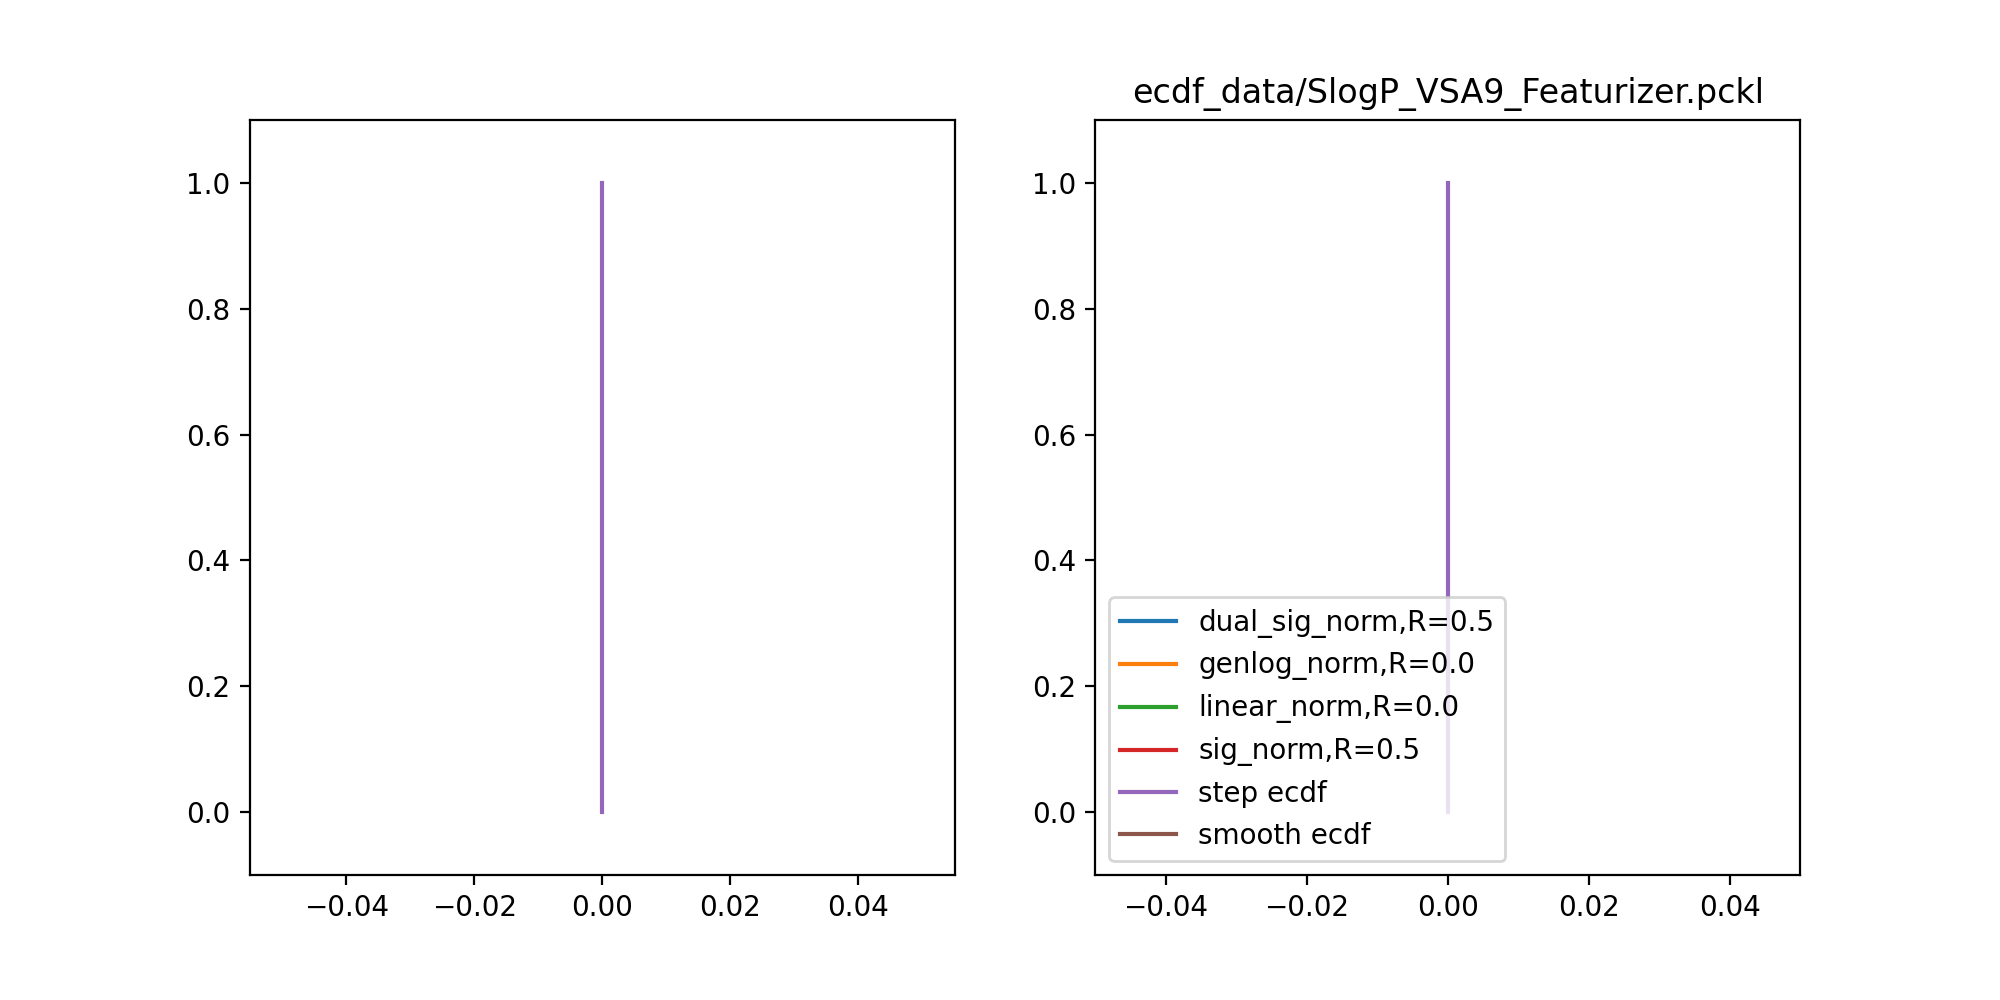 ecdf_data/SlogP_VSA9_Featurizer.pckl
1.0
0.8
0.6
0.4
0.2
0.0
−0.04 −0.02 0.00 0.02 0.04
1.0
0.8
0.6
0.4
0.2
0.0
dual_sig_norm,R=0.5
genlog_norm,R=0.0
linear_norm,R=0.0
sig_norm,R=0.5
step ecdf
smooth ecdf
−0.04 −0.02 0.00 0.02 0.04